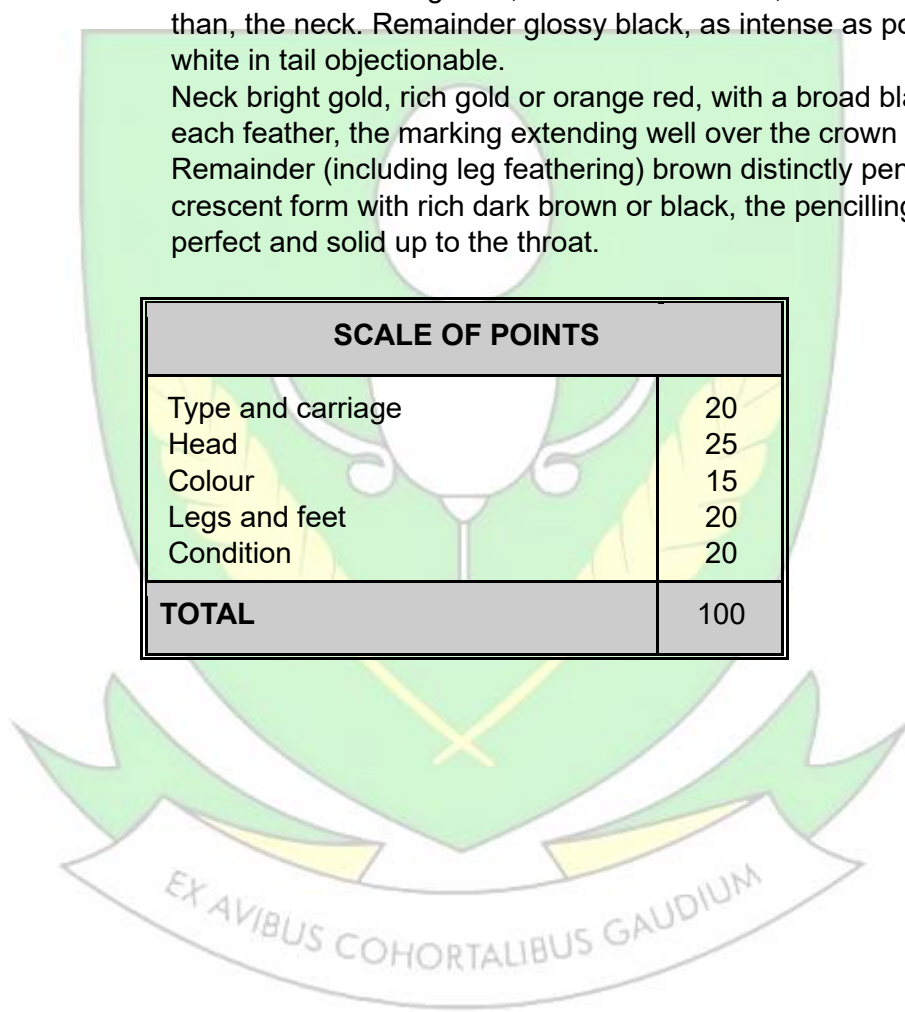 than, the neck. Remainder glossy black, as intense as
white in tail objectionable.
Neck bright gold, rich gold or orange red, with a broad
each feather, the marking extending well over the crown
Remainder (including leg feathering) brown distinctly
crescent form with rich dark brown or black, the pencilling
perfect and solid up to the throat.
SCALE OF POINTS
Type and carriage 20
Head 25
Colour 15
Legs and feet 20
Condition 20
TOTAL 100
EX AVIBUS COHORTALIBUS GAUDIUM